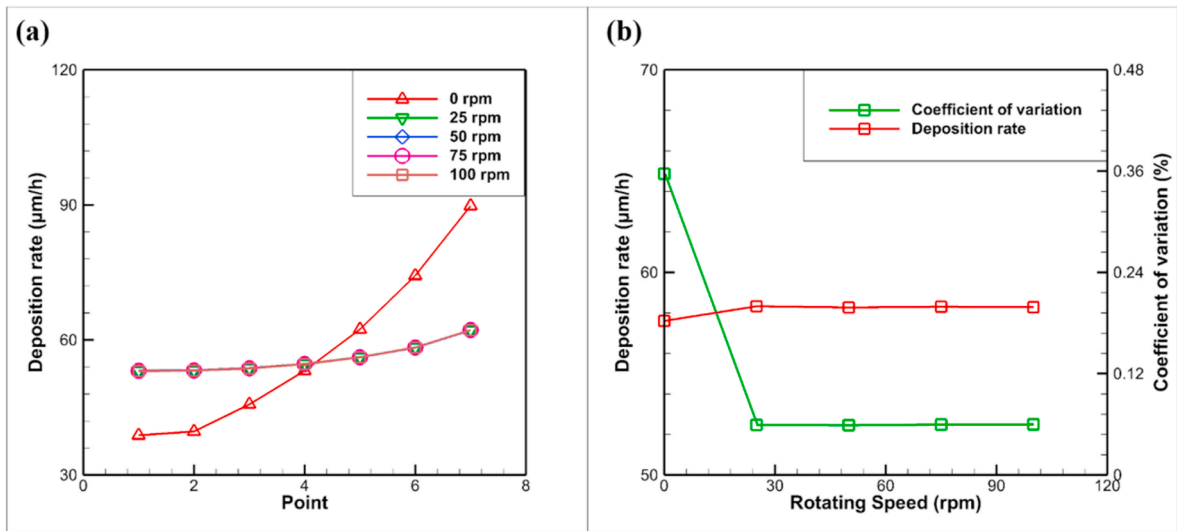 (a)
120
90
60
30
0
2
4
6
8
Deposition rate (μm/h)
Point
0 rpm
25 rpm
50 rpm
75 rpm
100 rpm
(b)
70
60
50
0
30
60
90
120
0.48
0.36
0.24
0.12
0
Deposition rate (μm/h)
Rotating Speed (rpm)
Coefficient of variation (%)
Coefficient of variation
Deposition rate